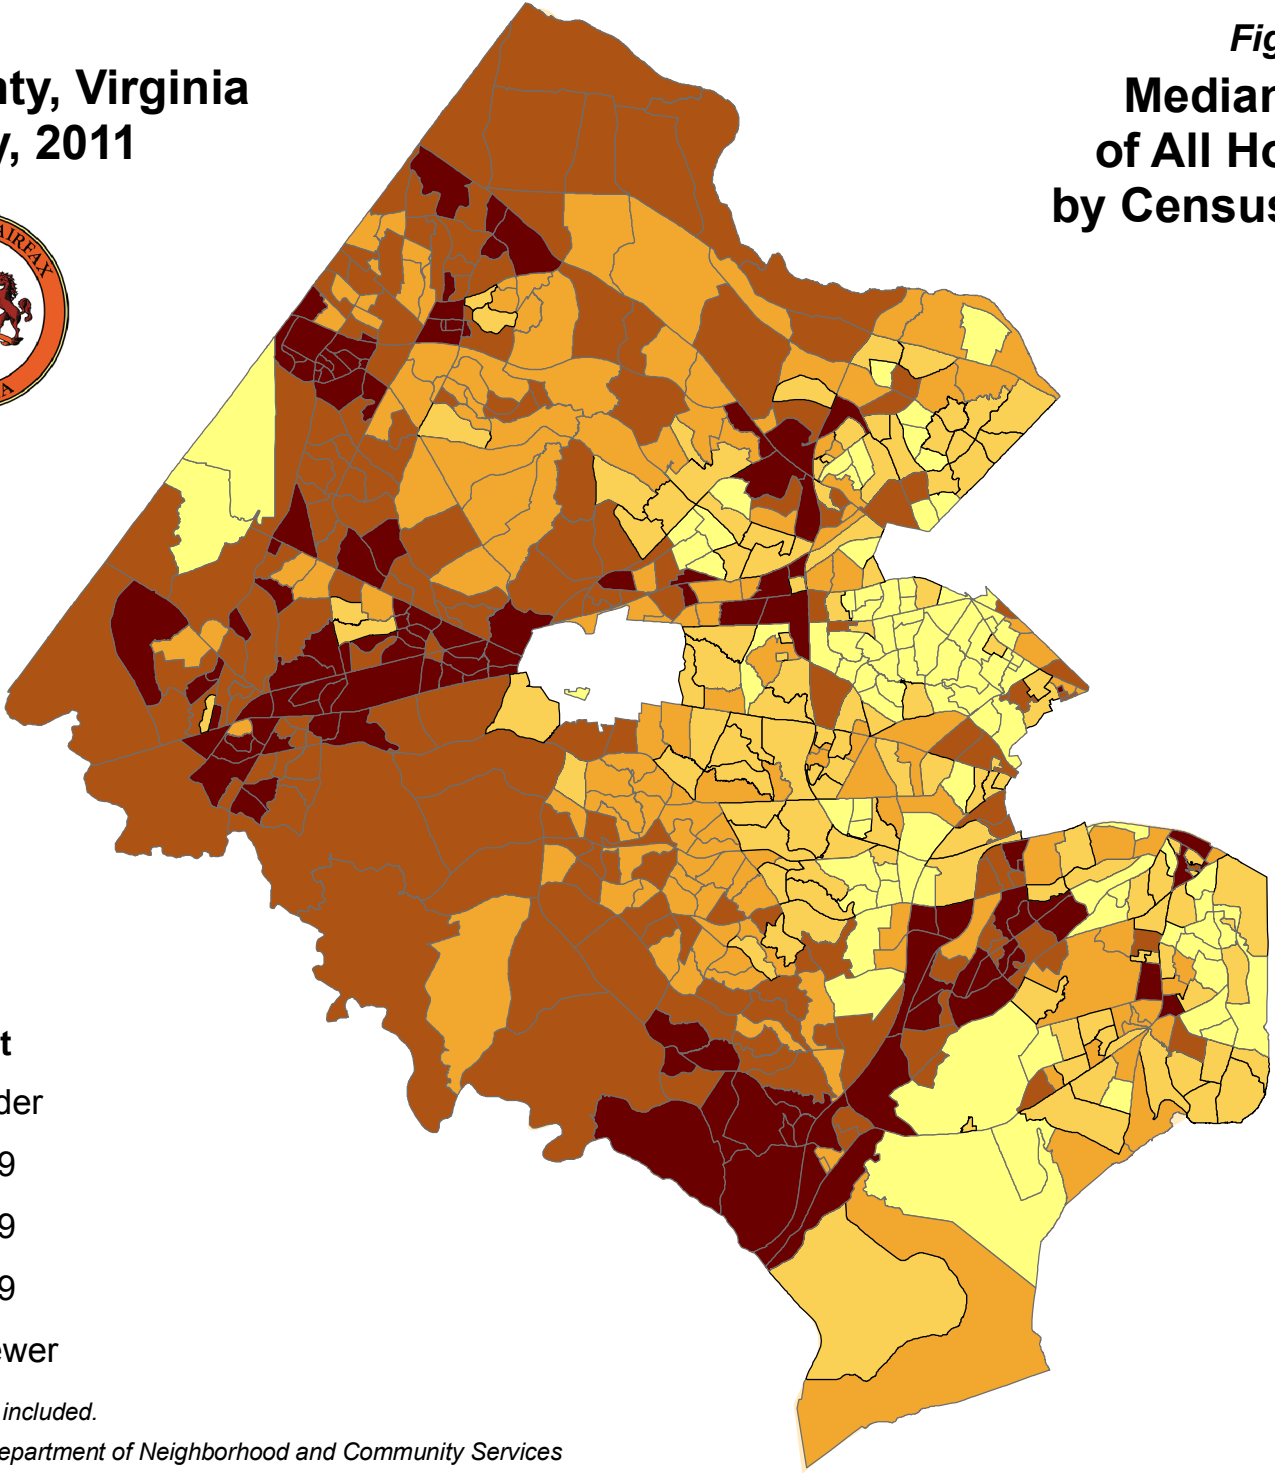 nty, Virginia
y, 2011
Fig
Median
of All Ho
by Census
AIRFAX
A
t
der
9
9
9
ewer
included.
epartment of Neighborhood and Community Services